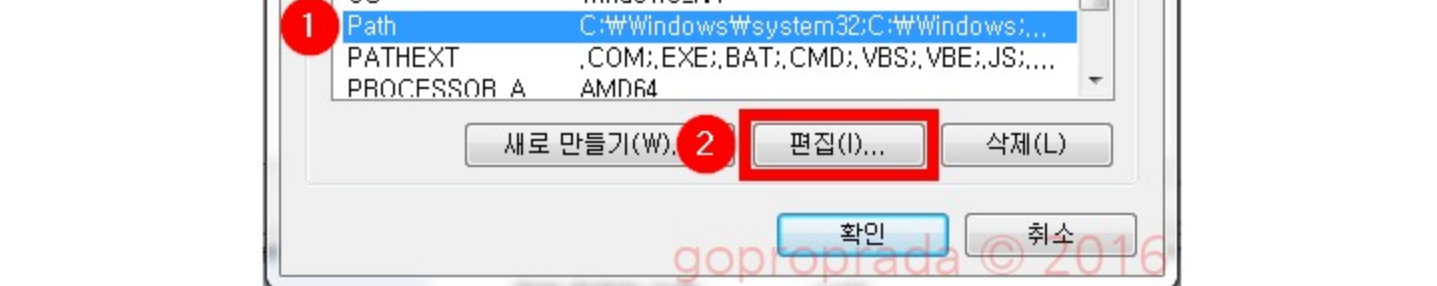 1 Path C:₩Windows₩system32;C:₩Windows;...
PATHEXT .COM;.EXE;.BAT;.CMD;.VBS;.VBE;.JS;....
PROCESSOR_A AMD64
새로 만들기(W). 2 편집(I)... 삭제(L)
확인 취소
goproprada © 2016